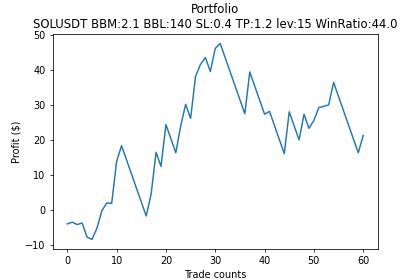 Portfolio
SOLUSDT BBM:2.1 BBL:140 SL:0.4 TP:1.2 lev:15 WinRatio:44.0
50
40
30
20
10
0
−10
Profit ($)
0 10 20 30 40 50 60
Trade counts